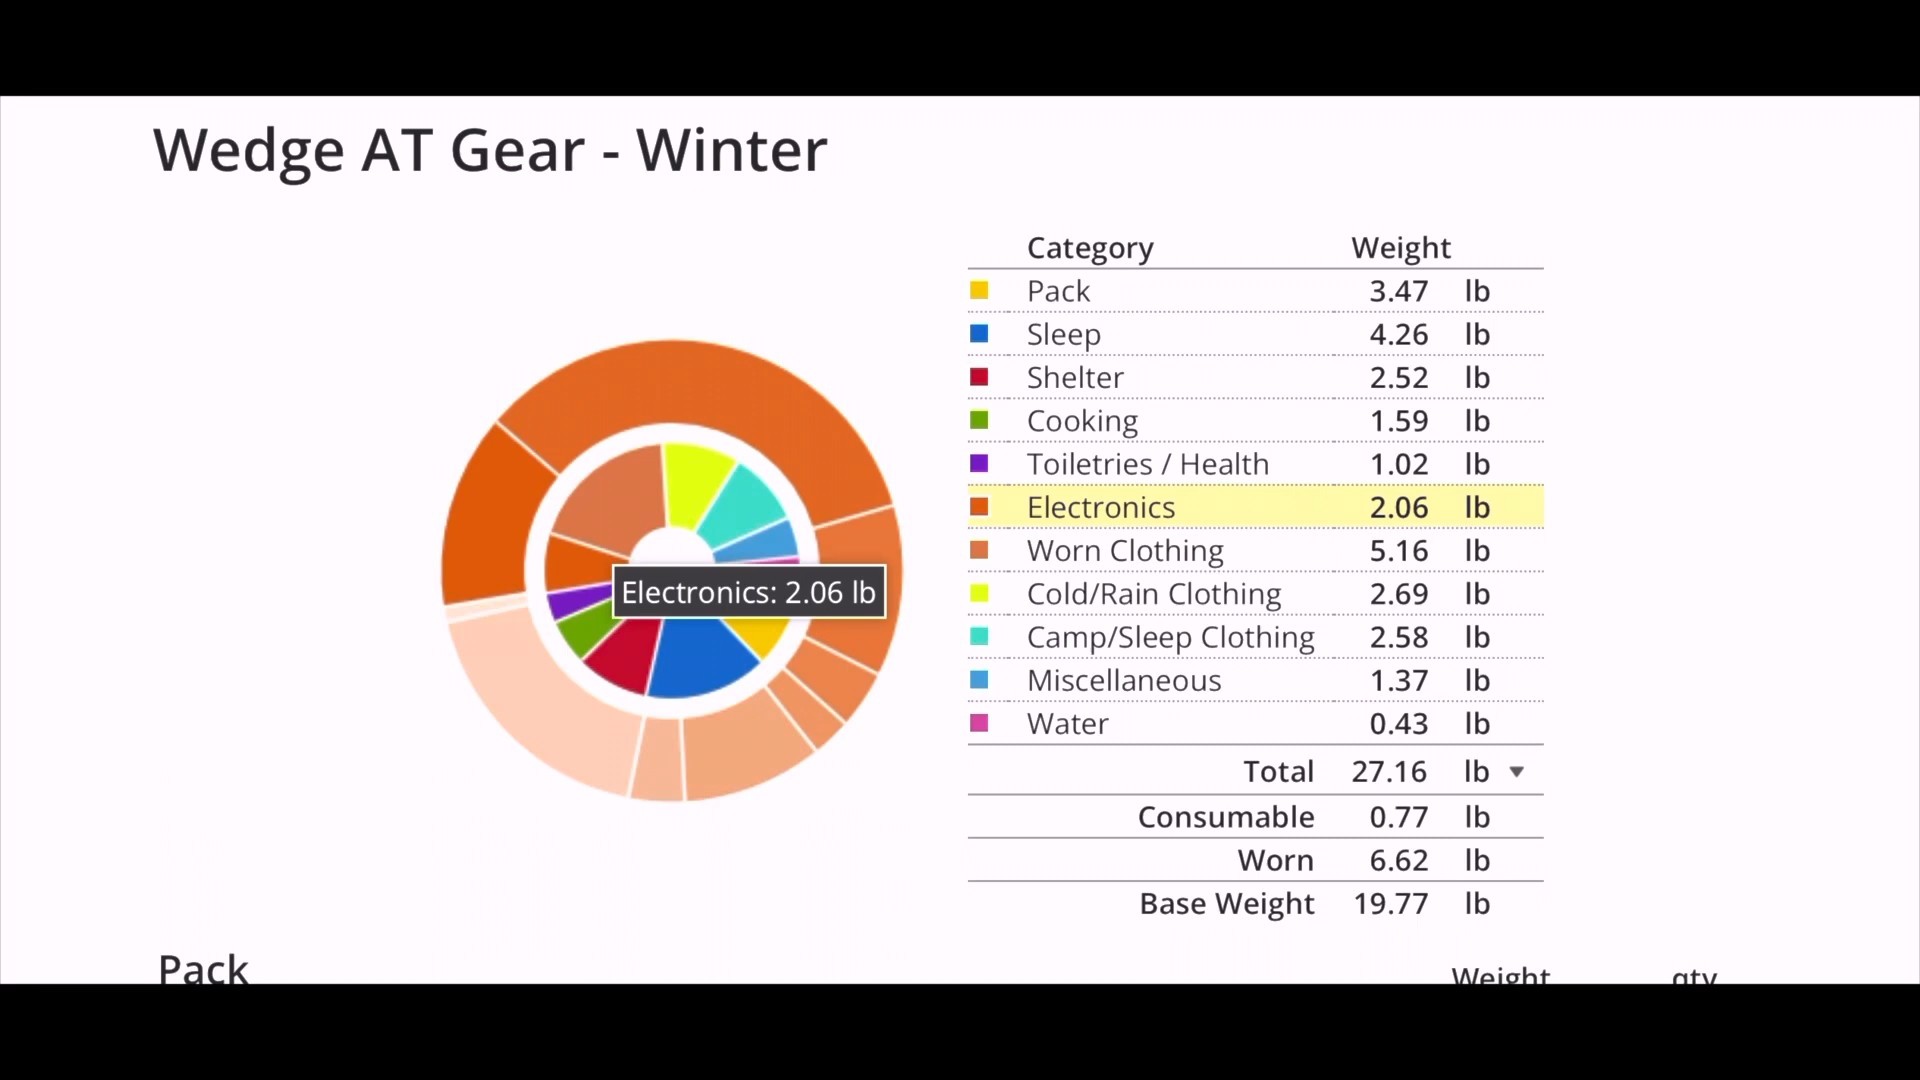 Wedge AT Gear - Winter
Category Weight
Pack 3.47 lb
Sleep 4.26 lb
Shelter 2.52 lb
Cooking 1.59 lb
Toiletries / Health 1.02 lb
Electronics 2.06 lb
Worn Clothing 5.16 lb
Cold/Rain Clothing 2.69 lb
Camp/Sleep Clothing 2.58 lb
Miscellaneous 1.37 lb
Water 0.43 lb
Total 27.16 lb
Consumable 0.77 lb
Worn 6.62 lb
Base Weight 19.77 lb
Electronics: 2.06 lb
Pack Weight qty